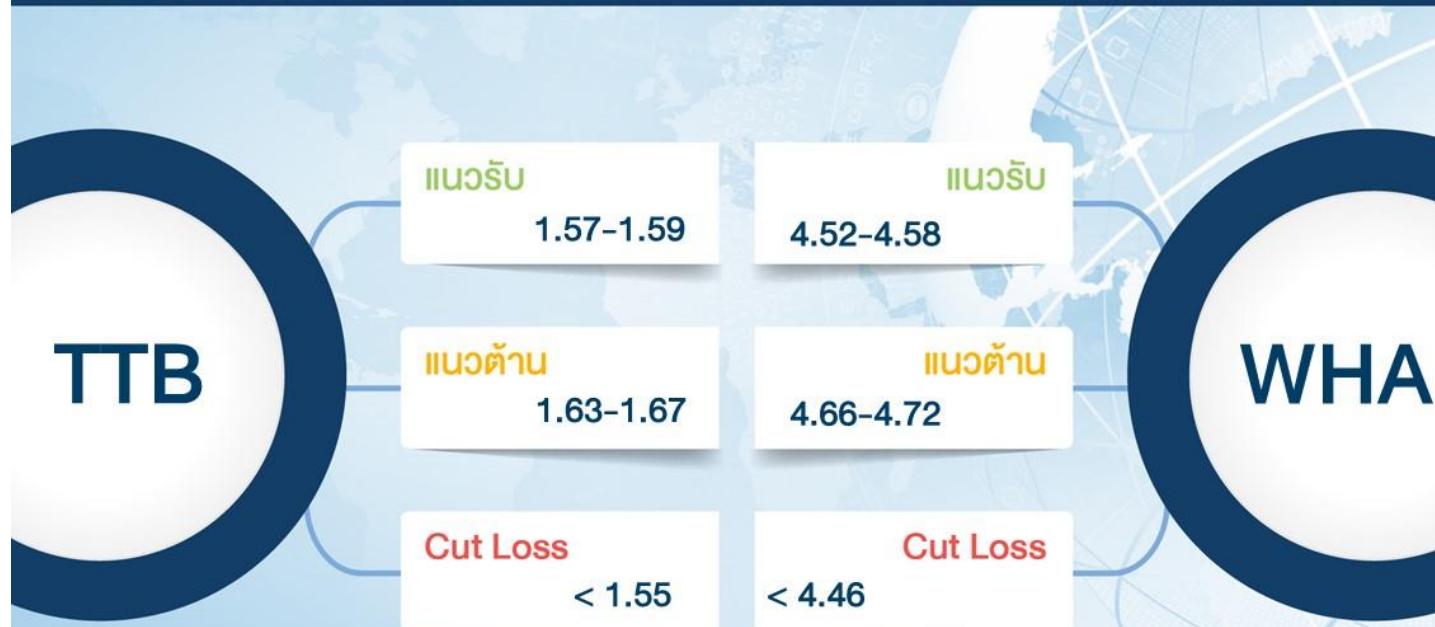 TTB
แนวรับ
1.57-1.59
แนวต้าน
1.63-1.67
Cut Loss
< 1.55
แนวรับ
4.52-4.58
แนวต้าน
4.66-4.72
Cut Loss
< 4.46
WHA